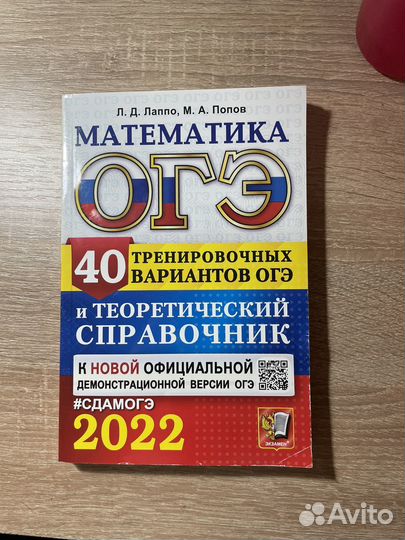 Л. Д. Лаппо, М. А. Попов
МАТЕМАТИКА
ОГЭ
40 ТРЕНИРОВОЧНЫХ
ВАРИАНТОВ ОГЭ
и ТЕОРЕТИЧЕСКИЙ
СПРАВОЧНИК
К НОВОЙ ОФИЦИАЛЬНОЙ
ДЕМОНСТРАЦИОННОЙ ВЕРСИИ ОГЭ
#СДАМОГЭ
2022
ЭКЗАМЕН
Avito